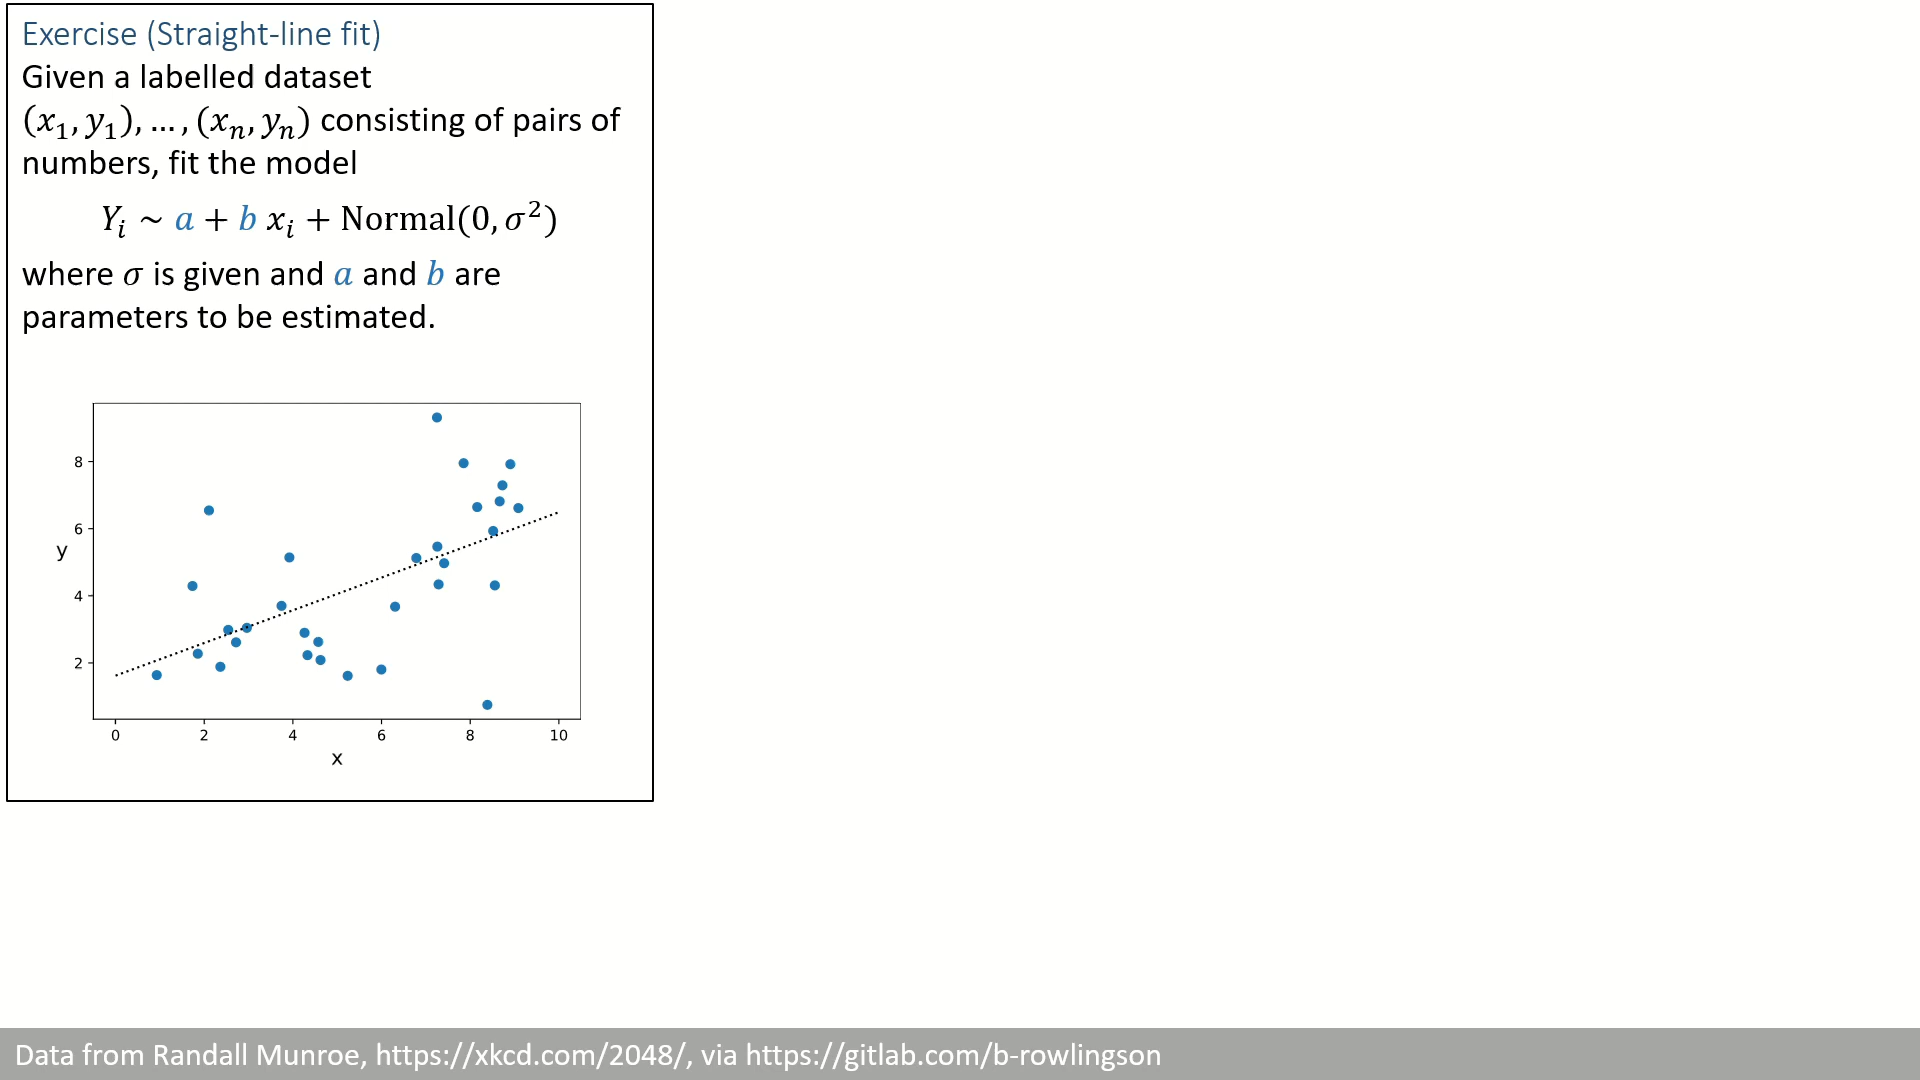 Exercise (Straight-line fit)
Given a labelled dataset
(x₁, y₁), … , (xₙ, yₙ) consisting of pairs of
numbers, fit the model
Yᵢ ~ a + b xᵢ + Normal(0, σ²)
where σ is given and a and b are
parameters to be estimated.
8
6
y
4
2
0 2 4 6 8 10
x
Data from Randall Munroe, https://xkcd.com/2048/, via https://gitlab.com/b-rowlingson